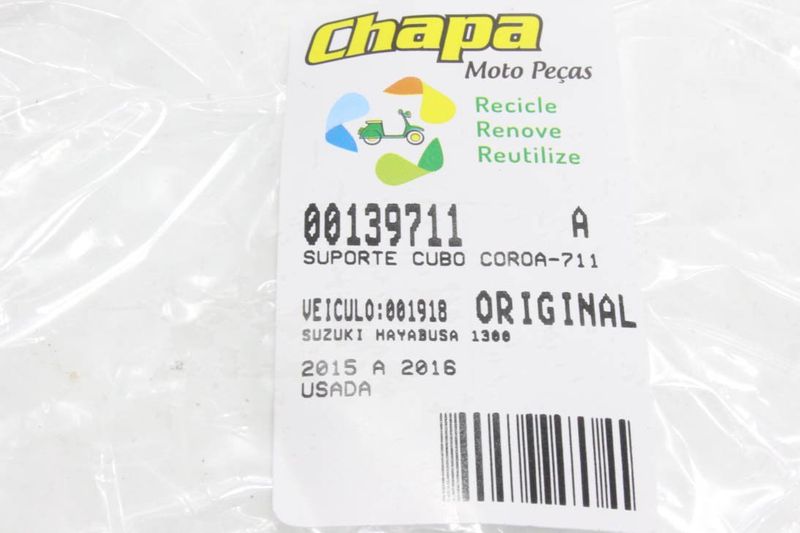 Chapa
Moto Peças
Recicle
Renove
Reutilize
00139711 A
SUPORTE CUBO COROA-711
VEICULO:001918 ORIGINAL
SUZUKI HAYABUSA 1300
2015 A 2016
USADA